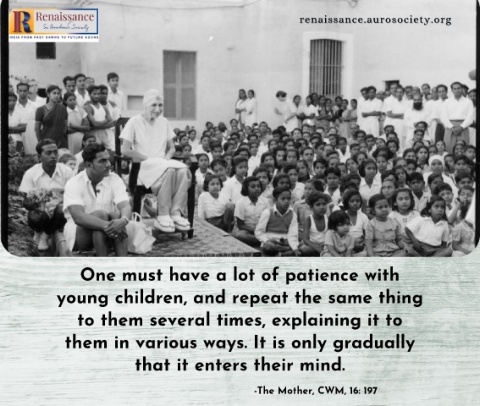 Renaissance
Sri Aurobindo Society
INDIA FROM PAST DAWNS TO FUTURE NOONS
renaissance.aurosociety.org
One must have a lot of patience with
young children, and repeat the same thing
to them several times, explaining it to
them in various ways. It is only gradually
that it enters their mind.
-The Mother, CWM, 16: 197